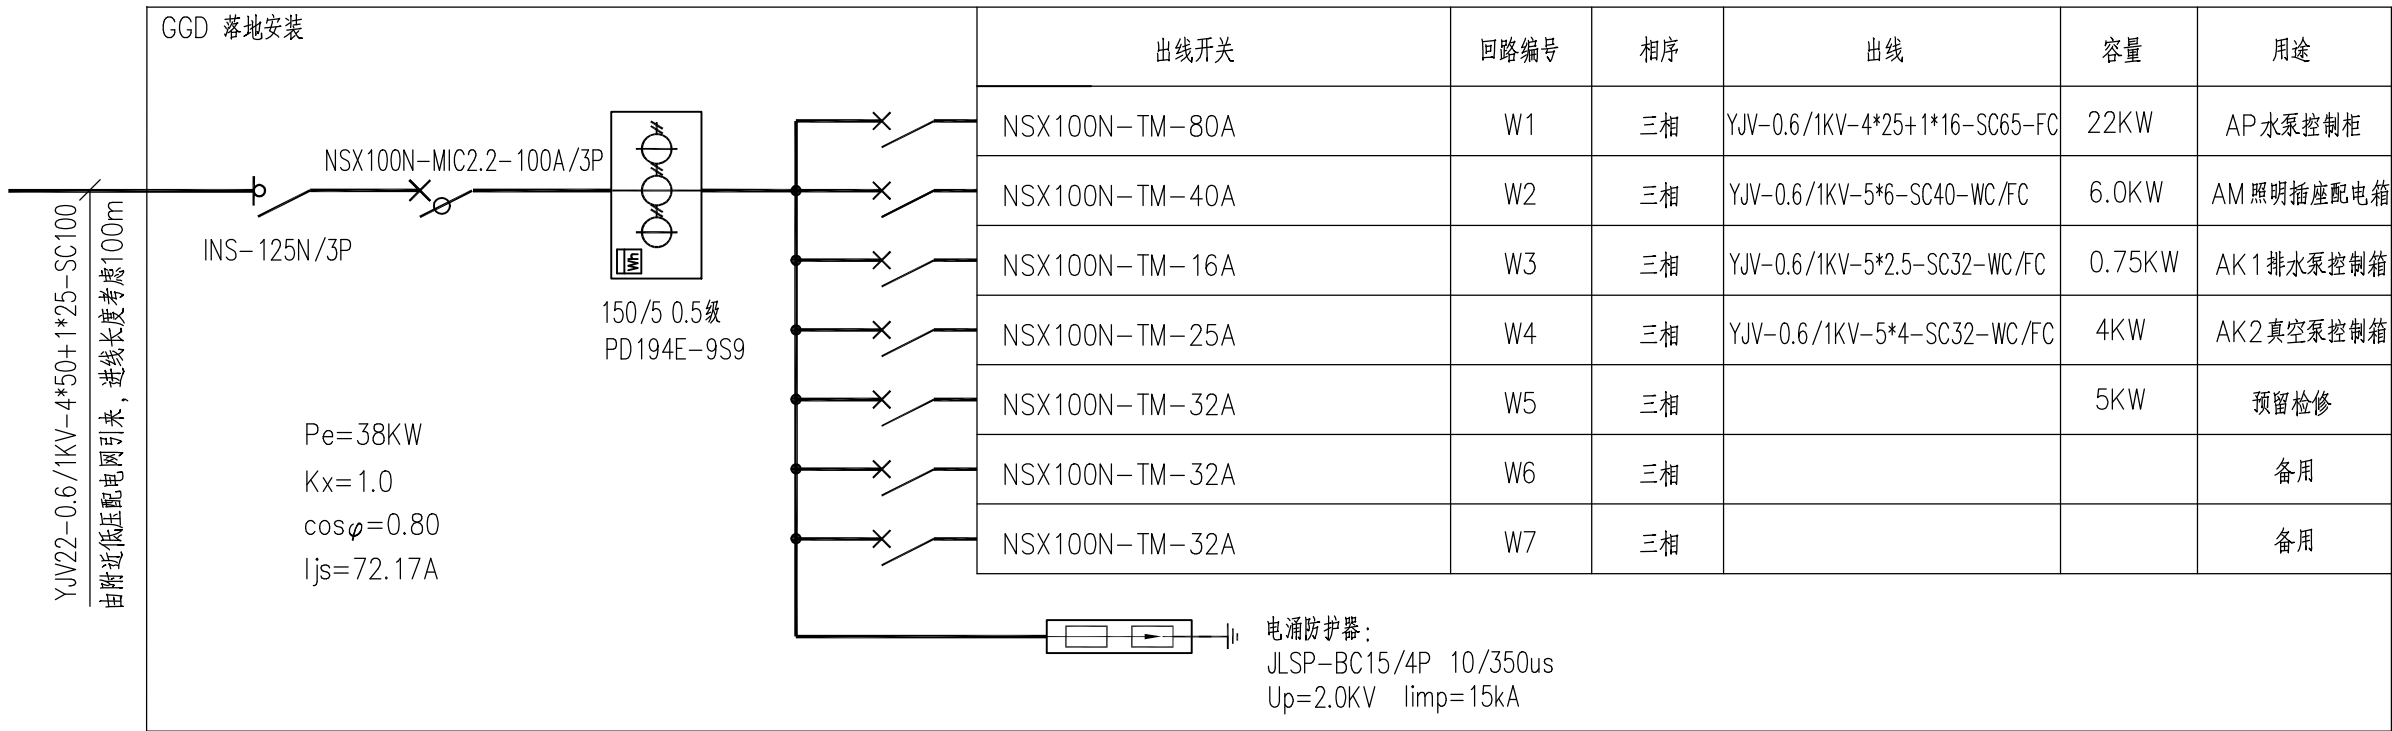 GGD 落地安装
出线开关 回路编号 相序 出线 容量 用途
NSX100N-TM-80A W1 三相 YJV-0.6/1KV-4*25+1*16-SC65-FC 22KW AP水泵控制柜
NSX100N-TM-40A W2 三相 YJV-0.6/1KV-5*6-SC40-WC/FC 6.0KW AM照明插座配电箱
NSX100N-TM-16A W3 三相 YJV-0.6/1KV-5*2.5-SC32-WC/FC 0.75KW AK1排水泵控制箱
NSX100N-TM-25A W4 三相 YJV-0.6/1KV-5*4-SC32-WC/FC 4KW AK2真空泵控制箱
NSX100N-TM-32A W5 三相 5KW 预留检修
NSX100N-TM-32A W6 三相 备用
NSX100N-TM-32A W7 三相 备用
YJV22-0.6/1KV-4*50+1*25-SC100
由附近低压配电网引来，进线长度考虑100m
INS-125N/3P
NSX100N-MIC2.2-100A/3P
Wh
150/5 0.5级
PD194E-9S9
Pe=38KW
Kx=1.0
cosφ=0.80
Ijs=72.17A
电涌防护器:
JLSP-BC15/4P 10/350us
Up=2.0KV Iimp=15kA